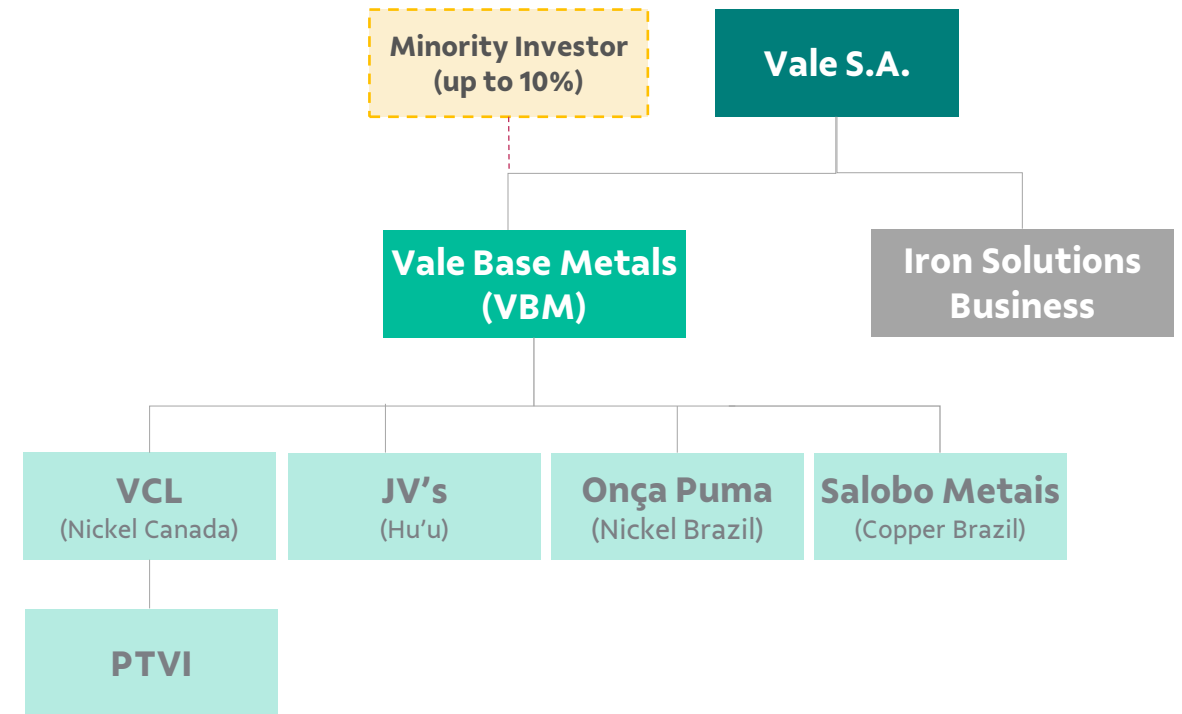 Minority Investor
(up to 10%)
Vale S.A.
Vale Base Metals
(VBM)
Iron Solutions
Business
VCL
(Nickel Canada)
JV’s
(Hu’u)
Onça Puma
(Nickel Brazil)
Salobo Metais
(Copper Brazil)
PTVI